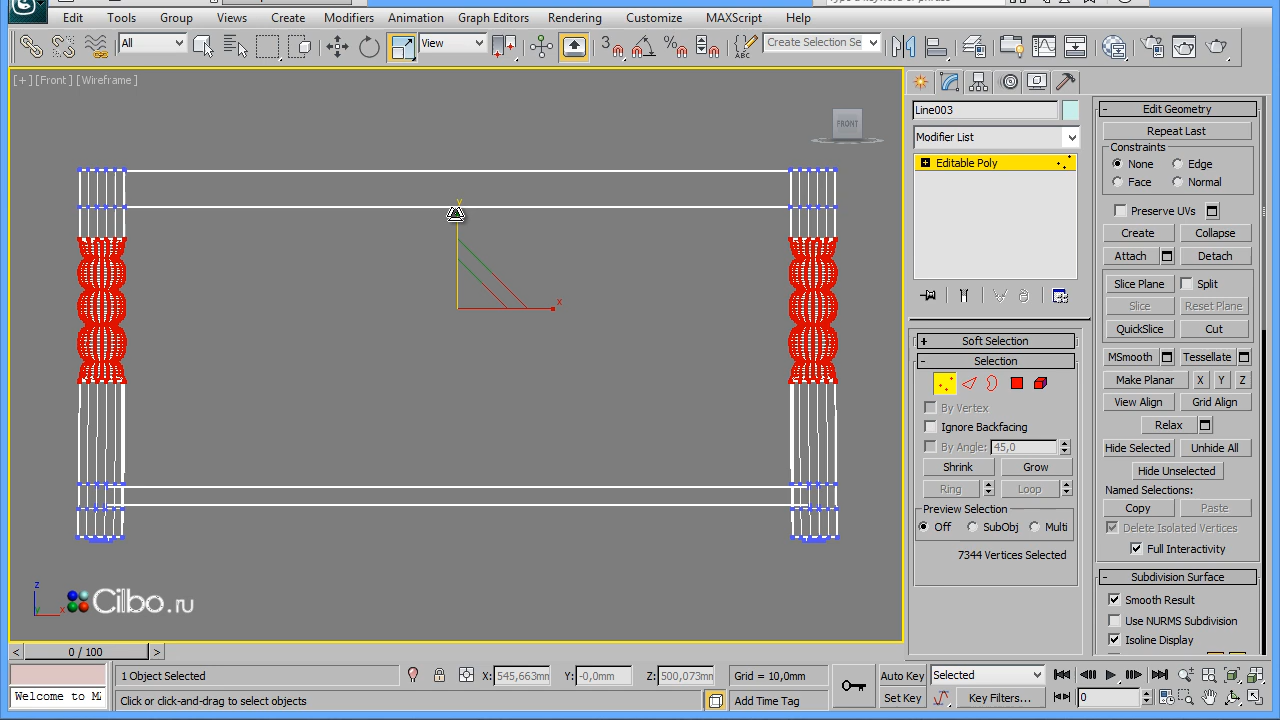 Edit Tools Group Views Create Modifiers Animation Graph Editors Rendering Customize MAXScript Help
All View 3 Create Selection Se
[+] [Front] [Wireframe]
FRONT
y
x
z
y x
Cilbo.ru
Line003
Modifier List
Editable Poly
+ Soft Selection
- Selection
By Vertex
Ignore Backfacing
By Angle: 45,0
Shrink Grow
Ring Loop
Preview Selection
Off SubObj Multi
7344 Vertices Selected
- Edit Geometry
Repeat Last
Constraints
None Edge
Face Normal
Preserve UVs
Create Collapse
Attach Detach
Slice Plane Split
Slice Reset Plane
QuickSlice Cut
MSmooth Tessellate
Make Planar X Y Z
View Align Grid Align
Relax
Hide Selected Unhide All
Hide Unselected
Named Selections:
Copy Paste
Delete Isolated Vertices
Full Interactivity
- Subdivision Surface
Smooth Result
Use NURMS Subdivision
Isoline Display
< 0 / 100 >
1 Object Selected X: 545,663mm Y: -0,0mm Z: 500,073mm Grid = 10,0mm Auto Key Selected
Welcome to Click or click-and-drag to select objects Add Time Tag Set Key Key Filters... 0